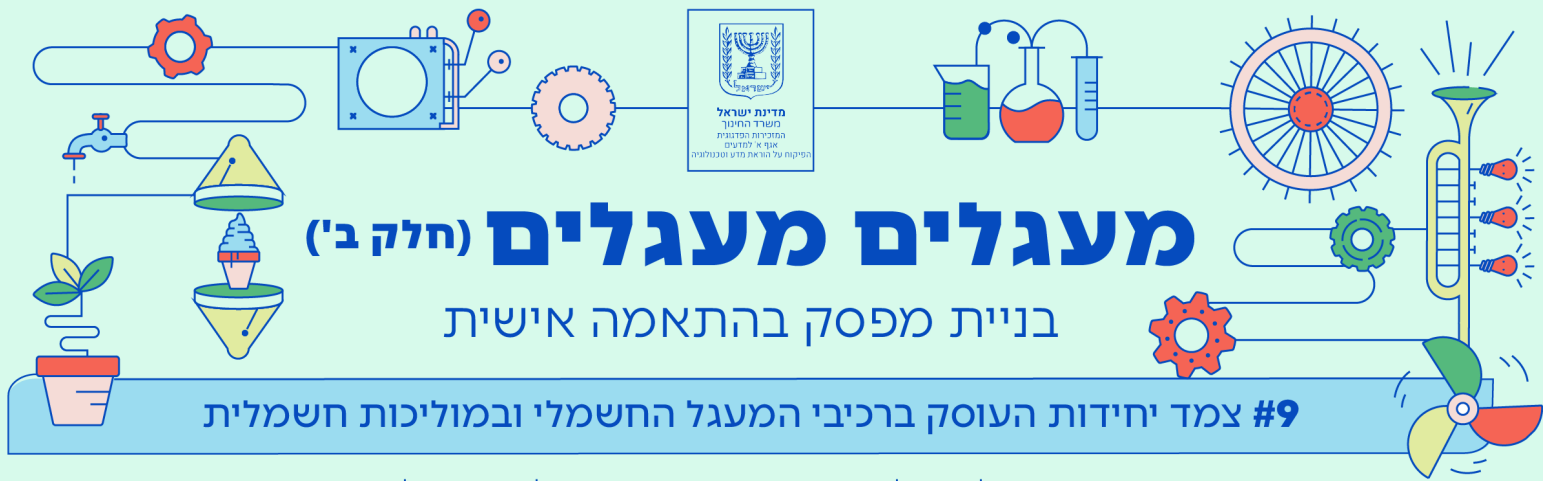 מדינת ישראל
משרד החינוך
המזכירות הפדגוגית
אגף א' למדעים
הפיקוח על הוראת מדע וטכנולוגיה
מעגלים מעגלים (חלק ב')
בניית מפסק בהתאמה אישית
#9 צמד יחידות העוסק ברכיבי המעגל החשמלי ובמוליכות חשמלית